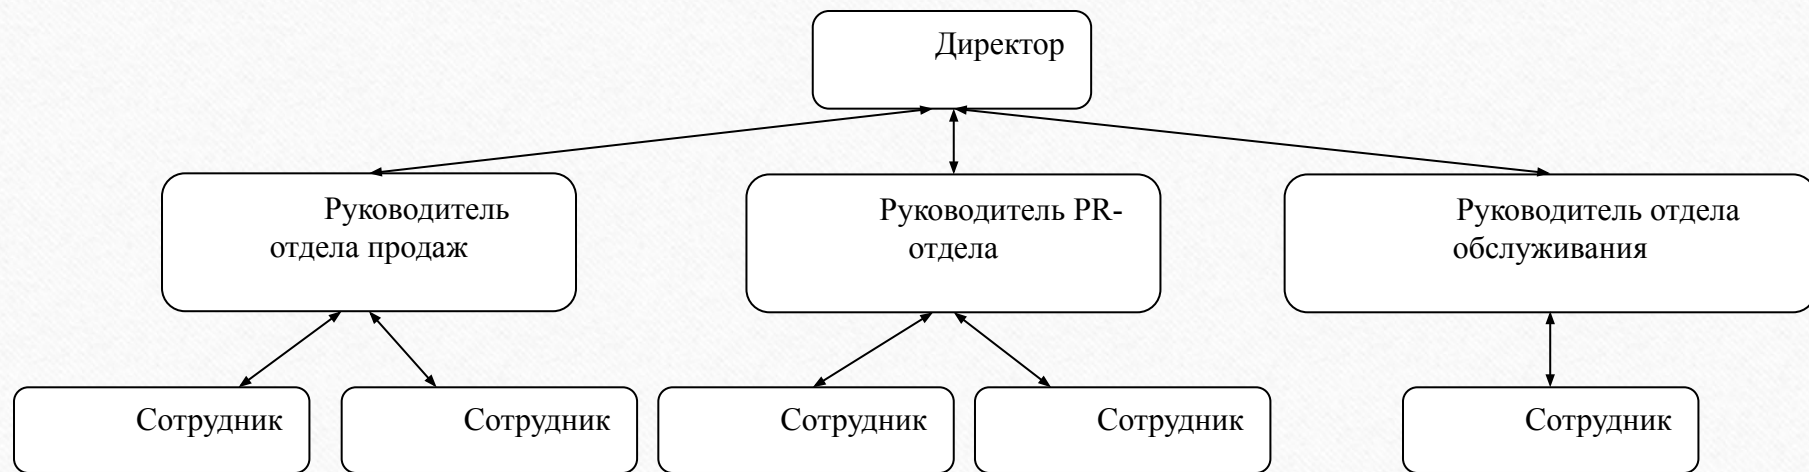 Директор
Руководитель
отдела продаж
Руководитель PR-
отдела
Руководитель отдела
обслуживания
Сотрудник
Сотрудник
Сотрудник
Сотрудник
Сотрудник